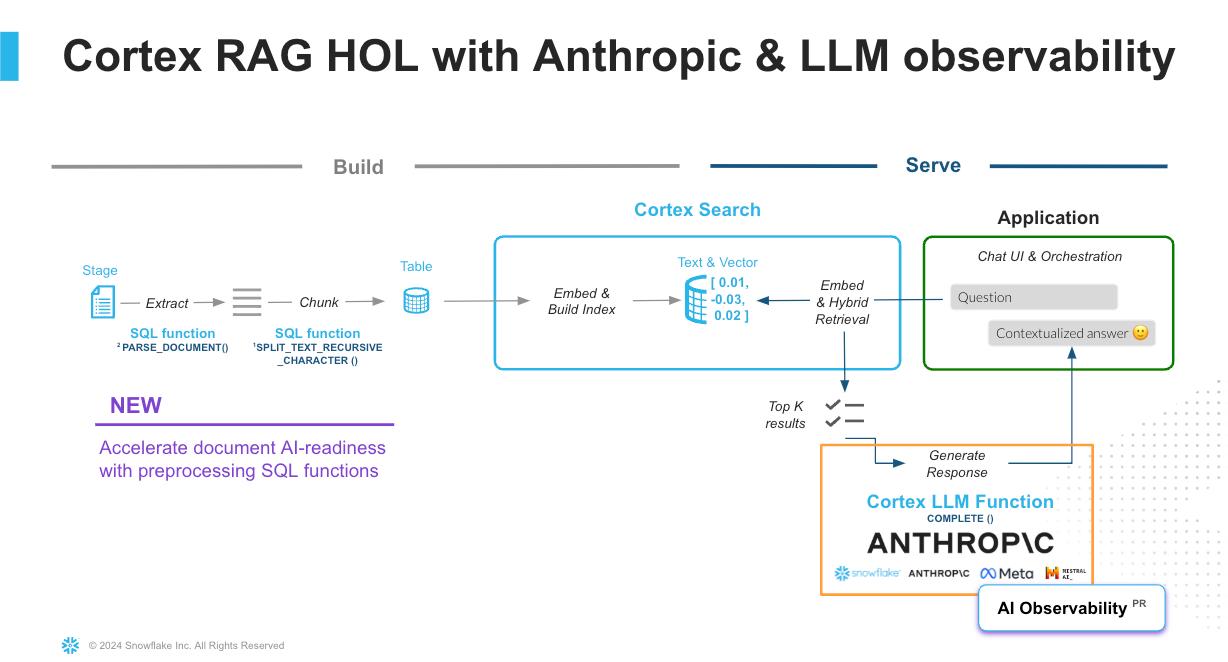 Cortex RAG HOL with Anthropic & LLM observability
Build
Serve
Cortex Search
Application
Stage
Extract
SQL function
² PARSE_DOCUMENT()
Chunk
SQL function
¹SPLIT_TEXT_RECURSIVE
_CHARACTER ()
Table
Embed &
Build Index
Text & Vector
[ 0.01,
-0.03,
0.02 ]
Embed
& Hybrid
Retrieval
Chat UI & Orchestration
Question
Contextualized answer 🙂
NEW
Accelerate document AI-readiness
with preprocessing SQL functions
Top K
results
Generate
Response
Cortex LLM Function
COMPLETE ()
ANTHROP\C
snowflake
ANTHROP\C
Meta
MISTRAL
AI_
AI Observability PR
© 2024 Snowflake Inc. All Rights Reserved